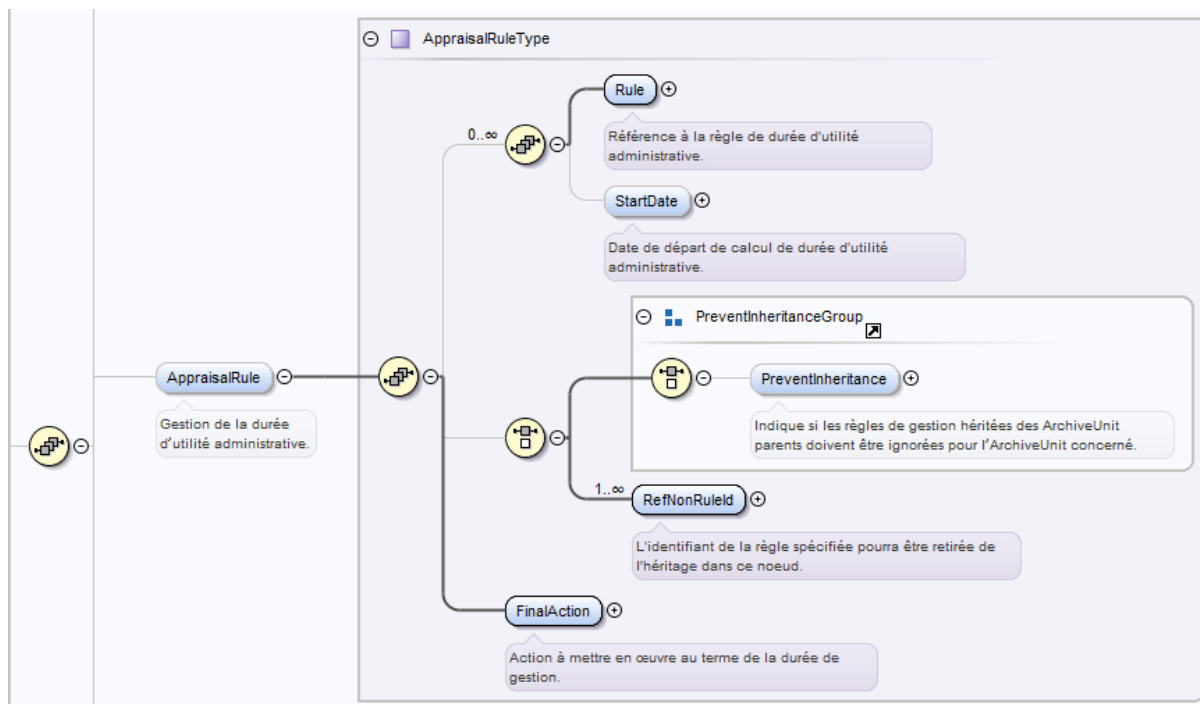 AppraisalRuleType
Rule
0..∞
Référence à la règle de durée d'utilité
administrative.
StartDate
Date de départ de calcul de durée d'utilité
administrative.
PreventInheritanceGroup
AppraisalRule
PreventInheritance
Gestion de la durée
d’utilité administrative.
Indique si les règles de gestion héritées des ArchiveUnit
parents doivent être ignorées pour l’ArchiveUnit concerné.
1..∞
RefNonRuleId
L'identifiant de la règle spécifiée pourra être retirée de
l'héritage dans ce noeud.
FinalAction
Action à mettre en œuvre au terme de la durée de
gestion.